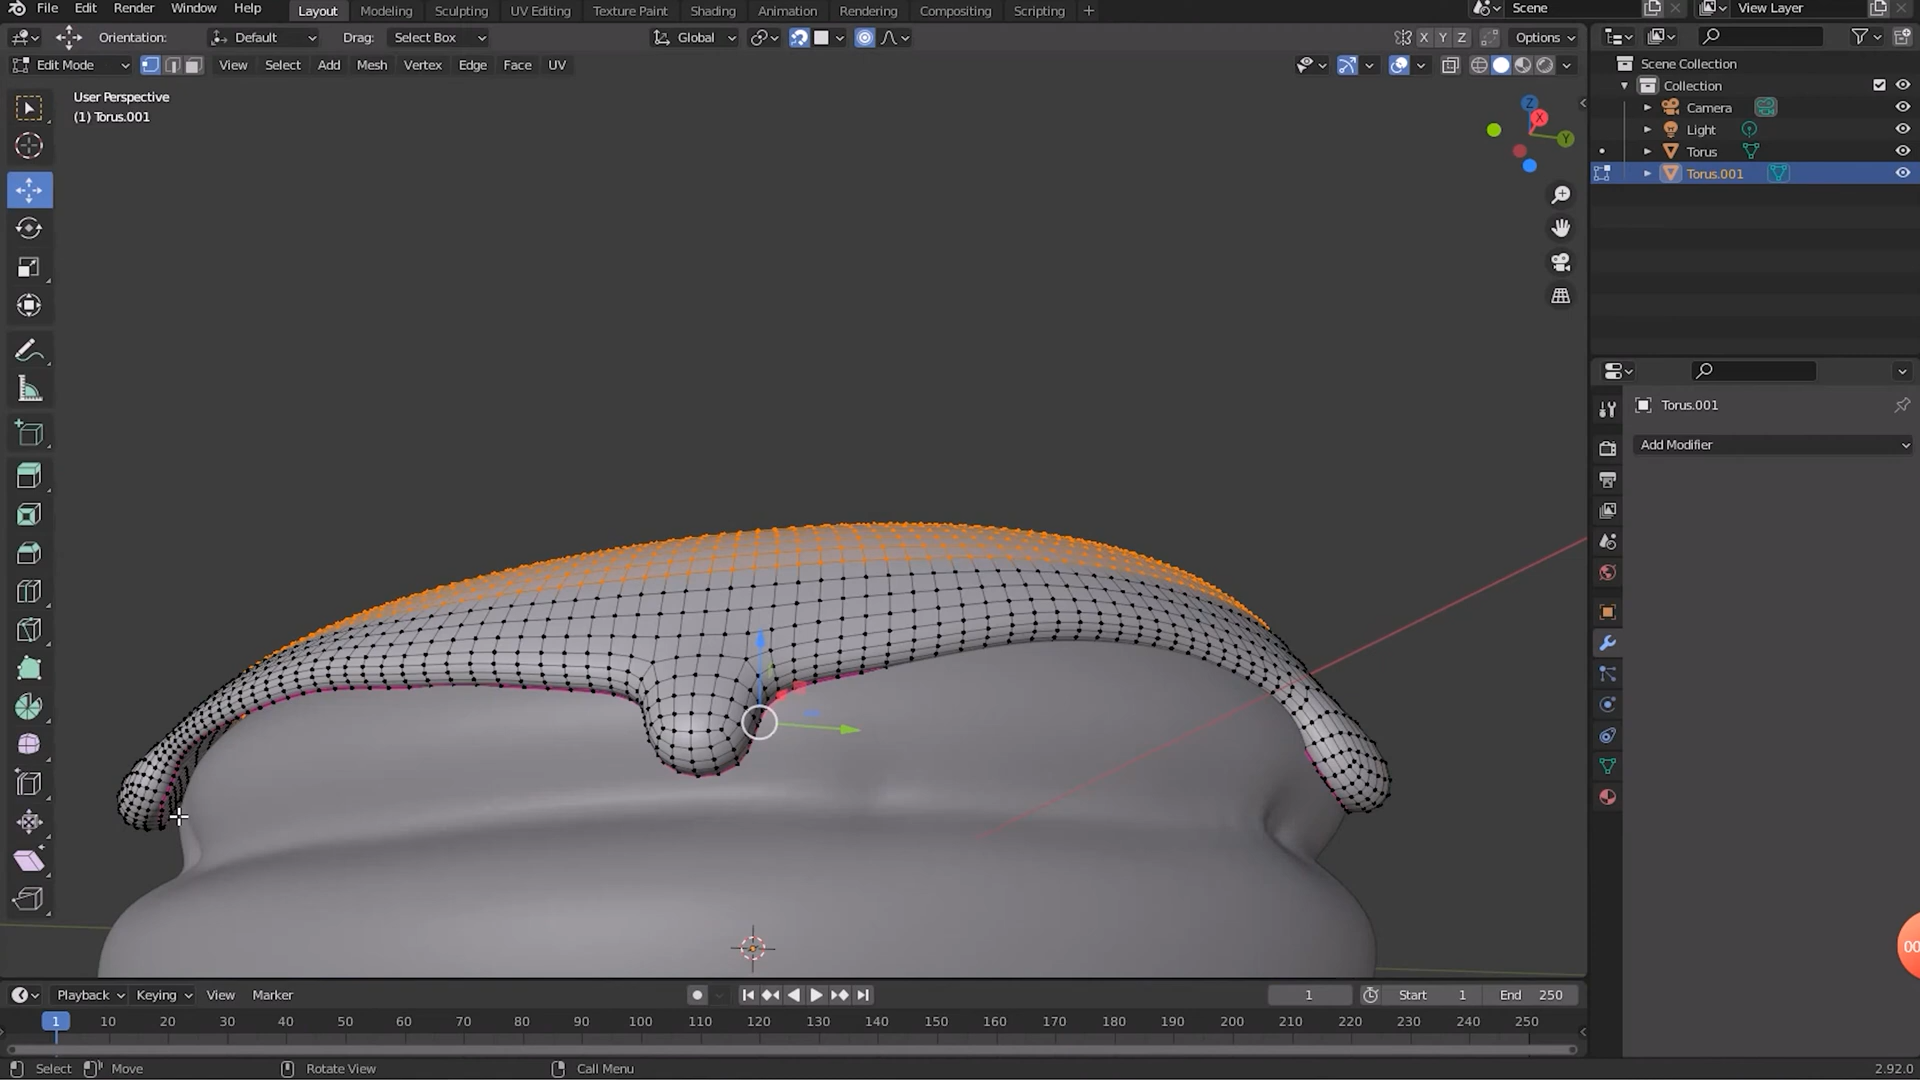 File Edit Render Window Help Layout Modeling Sculpting UV Editing Texture Paint Shading Animation Rendering Compositing Scripting + Scene View Layer
Orientation: Default Drag: Select Box Global X Y Z Options
Edit Mode View Select Add Mesh Vertex Edge Face UV
User Perspective
(1) Torus.001
Z
X
Y
Scene Collection
Collection
Camera
Light
Torus
Torus.001
Torus.001
Add Modifier
00
Playback Keying View Marker 1 Start 1 End 250
1 10 20 30 40 50 60 70 80 90 100 110 120 130 140 150 160 170 180 190 200 210 220 230 240 250
Select Move Rotate View Call Menu 2.92.0